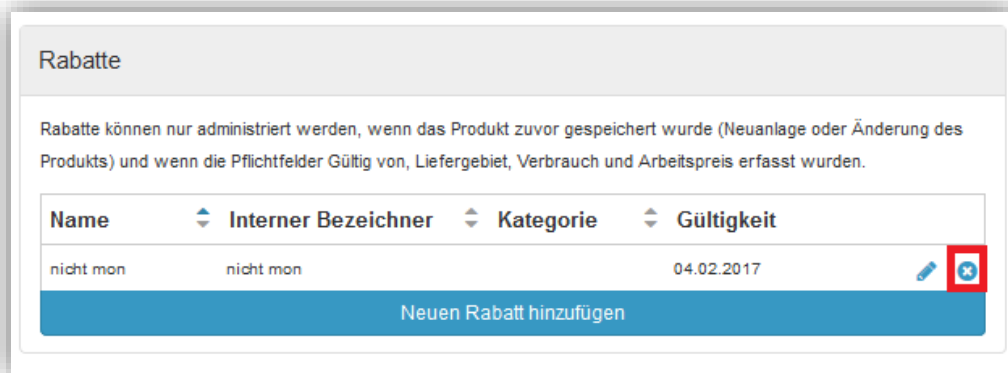 Rabatte
Rabatte können nur administriert werden, wenn das Produkt zuvor gespeichert wurde (Neuanlage oder Änderung des
Produkts) und wenn die Pflichtfelder Gültig von, Liefergebiet, Verbrauch und Arbeitspreis erfasst wurden.
Name Interner Bezeichner Kategorie Gültigkeit
nicht mon nicht mon 04.02.2017
Neuen Rabatt hinzufügen